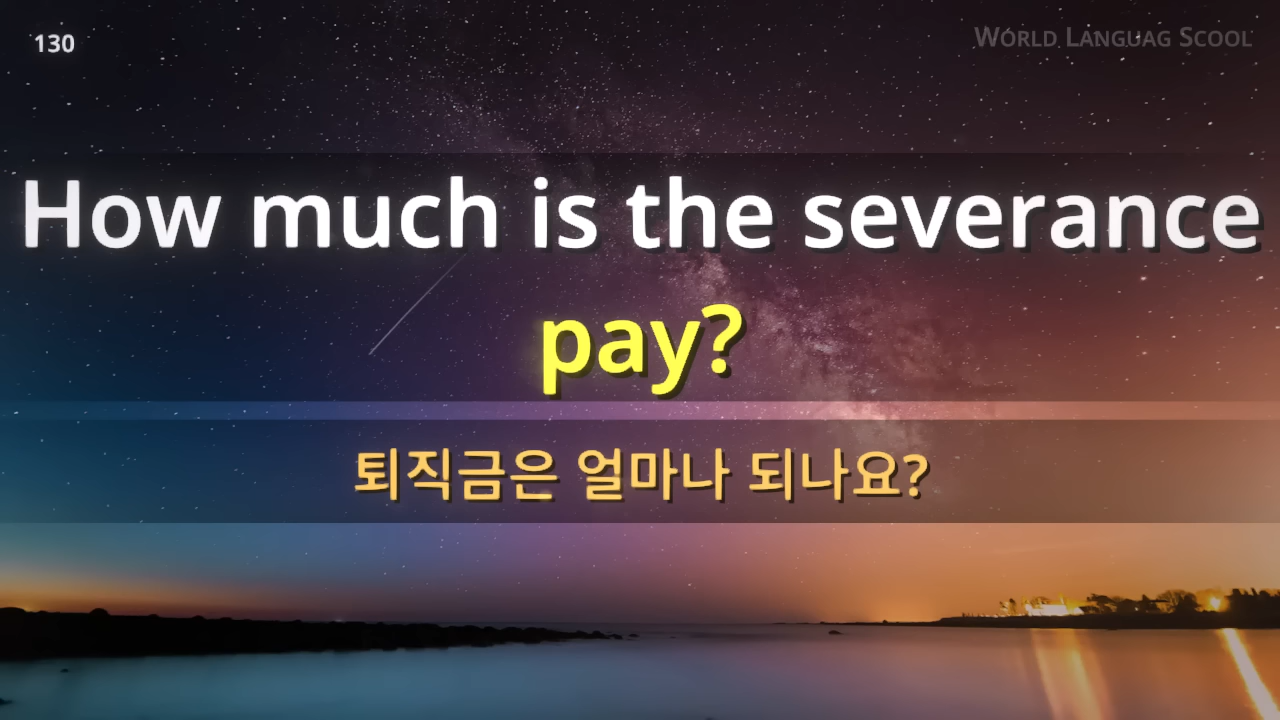 130
WORLD LANGUAG SCOOL
How much is the severance
pay?
퇴직금은 얼마나 되나요?